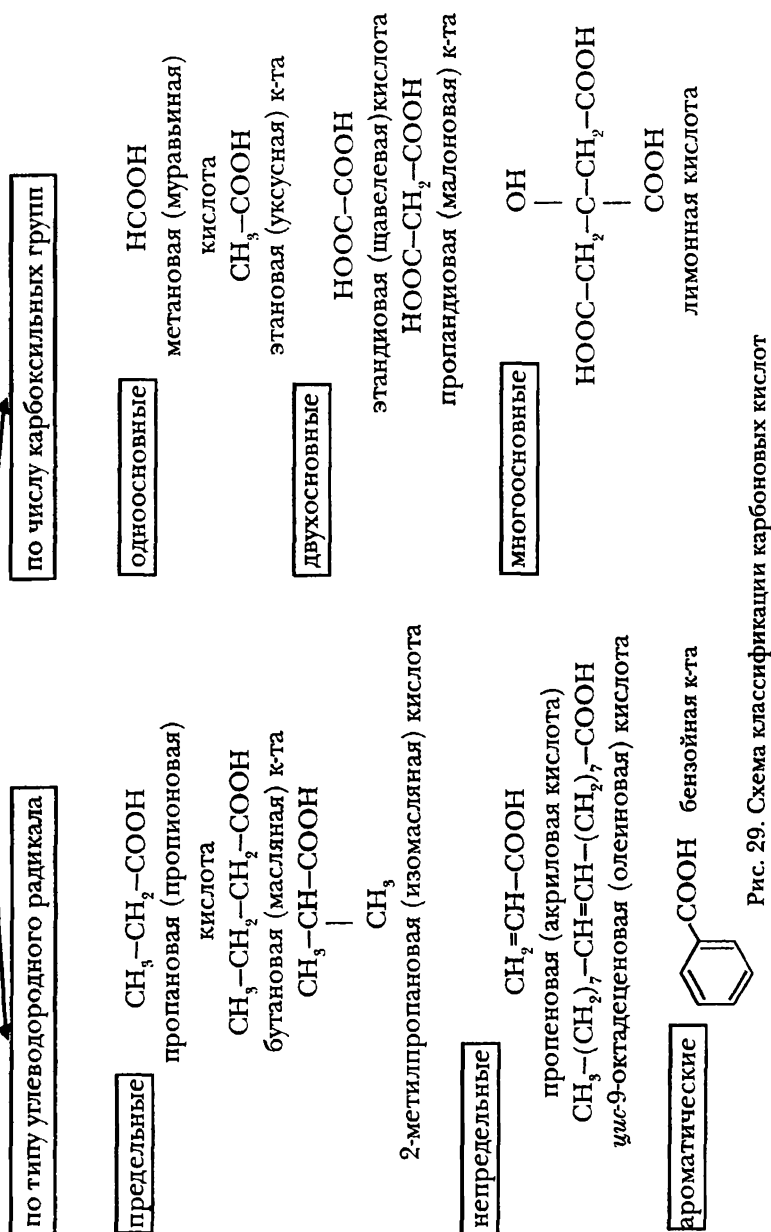 по типу углеводородного радикала
предельные
CH₃–CH₂–COOH
пропановая (пропионовая)
кислота
CH₃–CH₂–CH₂–COOH
бутановая (масляная) к-та
CH₃–CH–COOH
|
CH₃
2-метилпропановая (изомасляная) кислота
непредельные
CH₂=CH–COOH
пропеновая (акриловая кислота)
CH₃–(CH₂)₇–CH=CH–(CH₂)₇–COOH
цис-9-октадеценовая (олеиновая) кислота
ароматические
COOH бензойная к-та
по числу карбоксильных групп
одноосновные
HCOOH
метановая (муравьиная)
кислота
CH₃–COOH
этановая (уксусная) к-та
двухосновные
HOOC–COOH
этандиовая (щавелевая)кислота
HOOC–CH₂–COOH
пропандиовая (малоновая) к-та
многоосновные
OH
|
HOOC–CH₂–C–CH₂–COOH
|
COOH
лимонная кислота
Рис. 29. Схема классификации карбоновых кислот